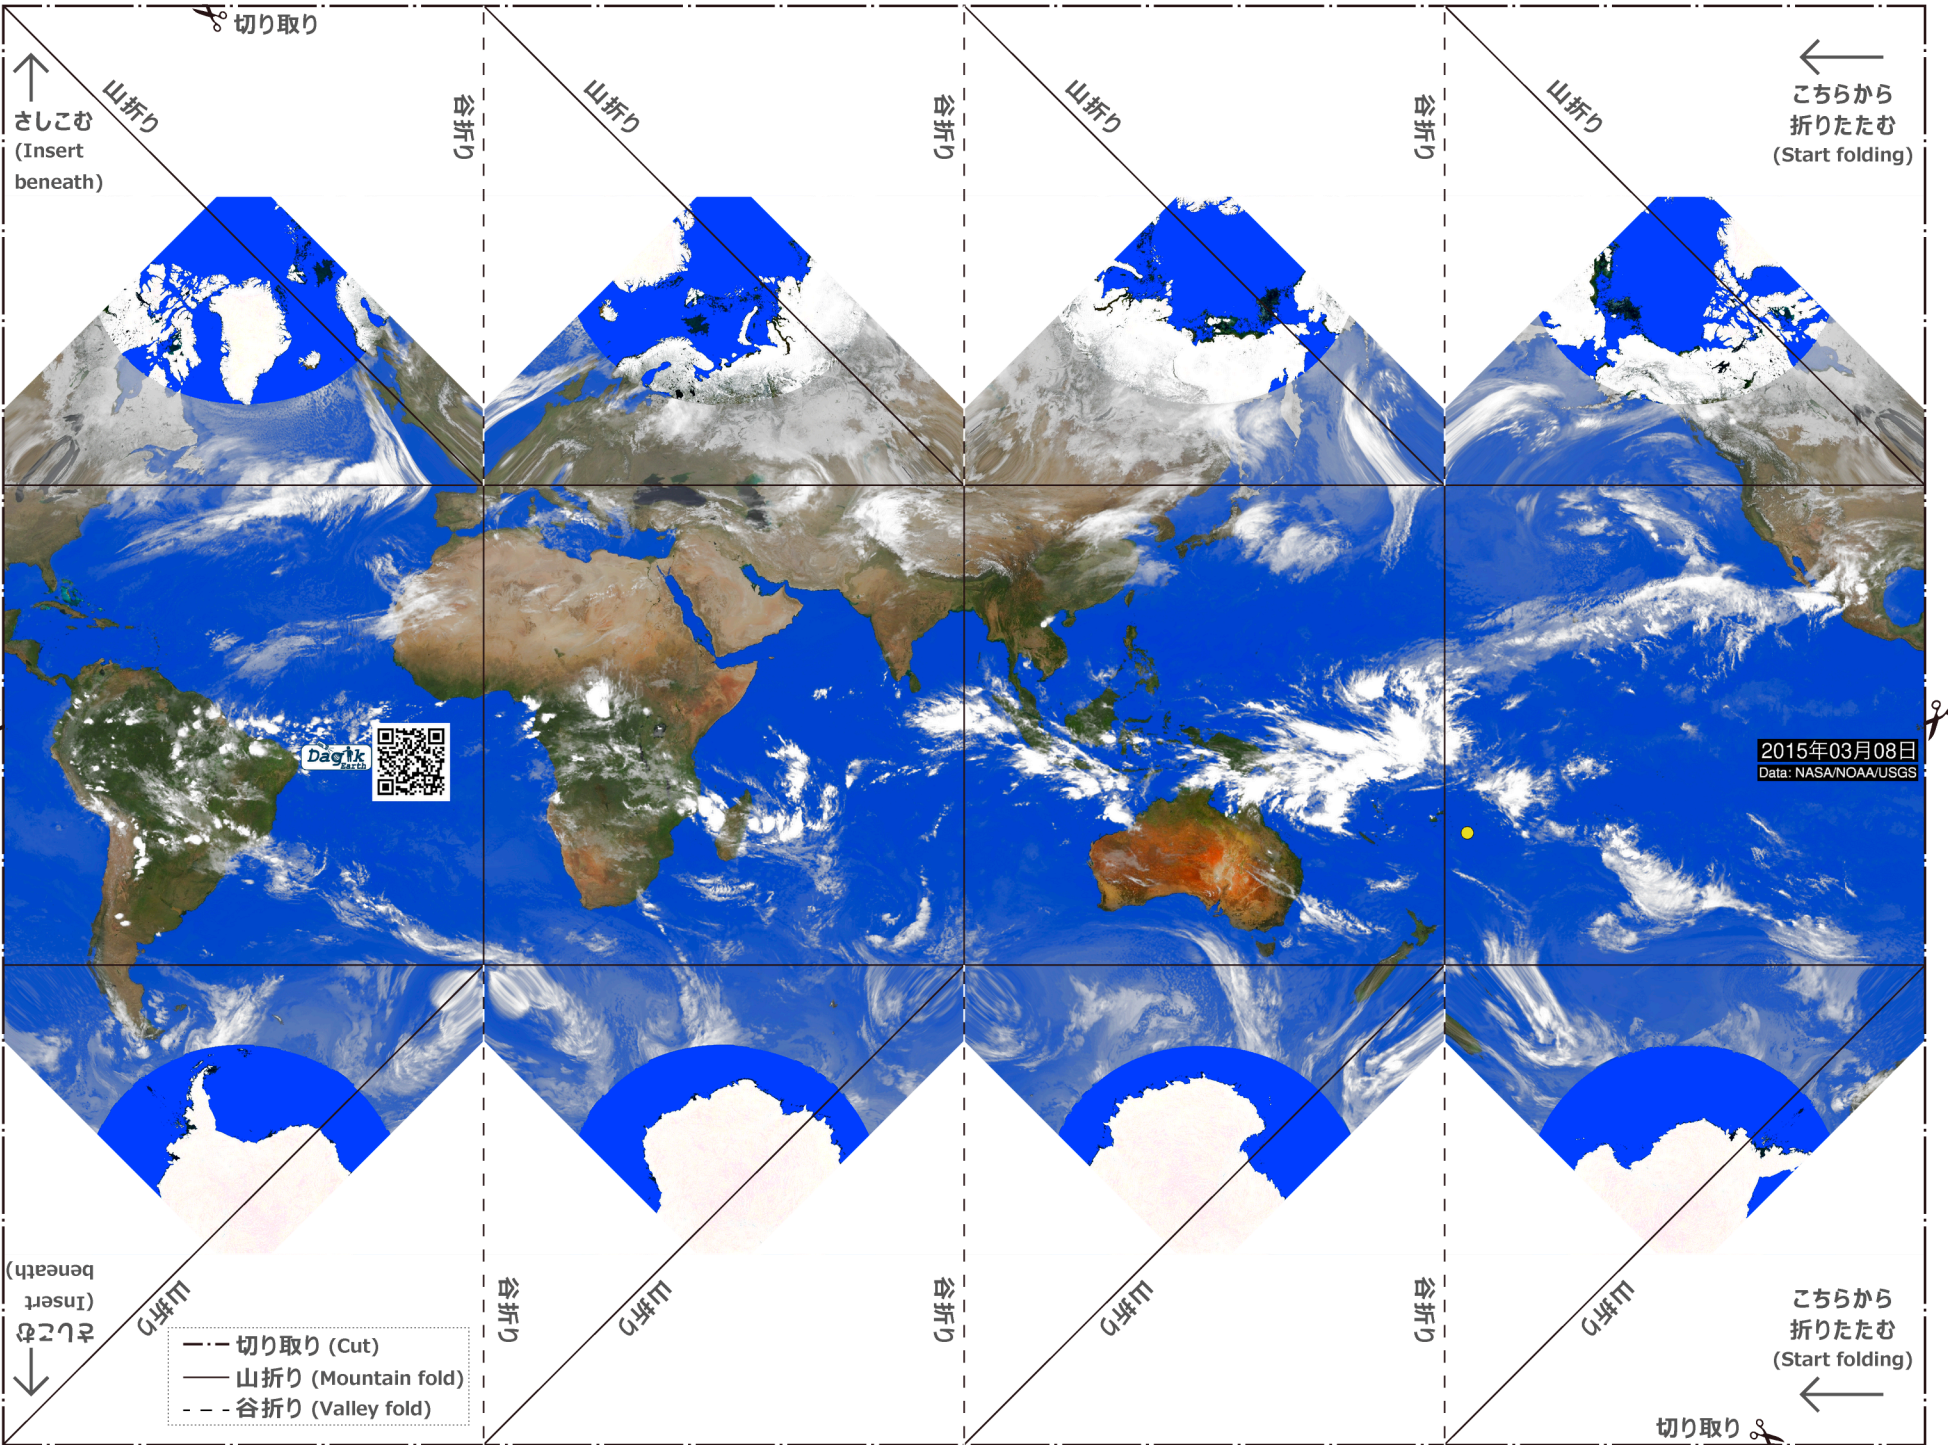 切り取り
さしこむ
(Insert
beneath)
山折り
谷折り
山折り
谷折り
山折り
谷折り
山折り
こちらから
折りたたむ
(Start folding)
Dagik
Earth
2015年03月08日
Data: NASA/NOAA/USGS
さしこむ
(Insert
beneath)
山折り
谷折り
山折り
谷折り
山折り
谷折り
山折り
こちらから
折りたたむ
(Start folding)
切り取り (Cut)
山折り (Mountain fold)
谷折り (Valley fold)
切り取り